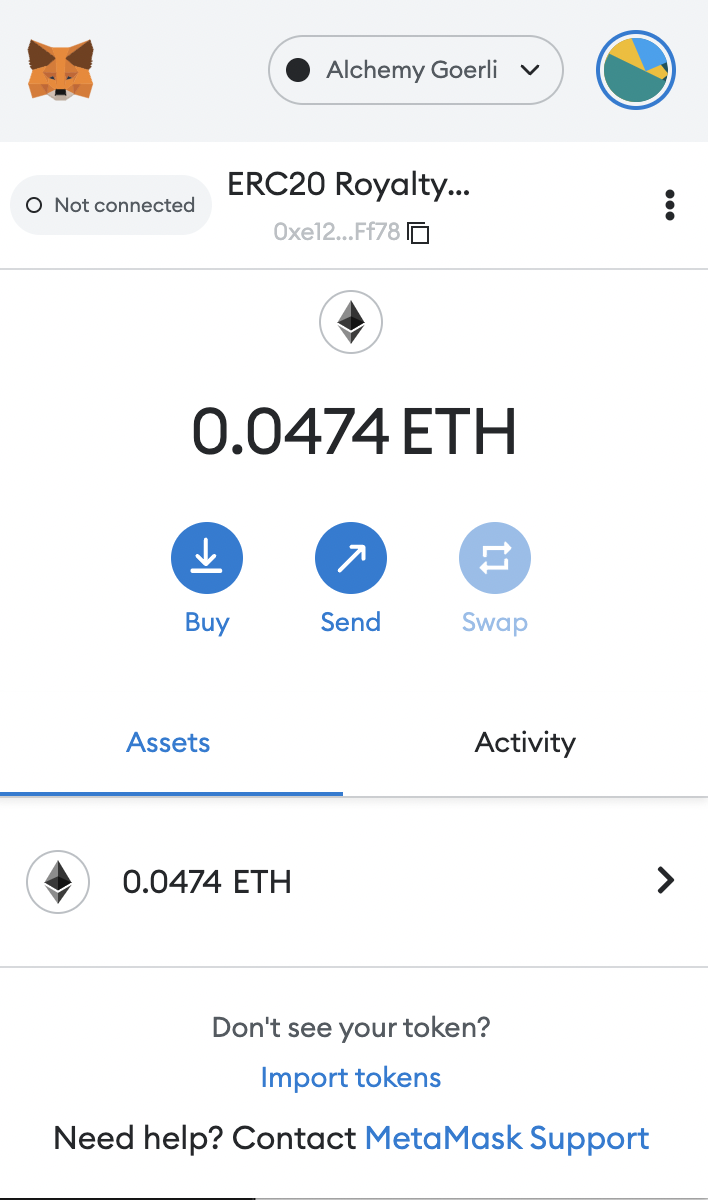 Alchemy Goerli
Not connected
ERC20 Royalty...
0xe12...Ff78
0.0474 ETH
Buy
Send
Swap
Assets
Activity
0.0474 ETH
Don't see your token?
Import tokens
Need help? Contact MetaMask Support